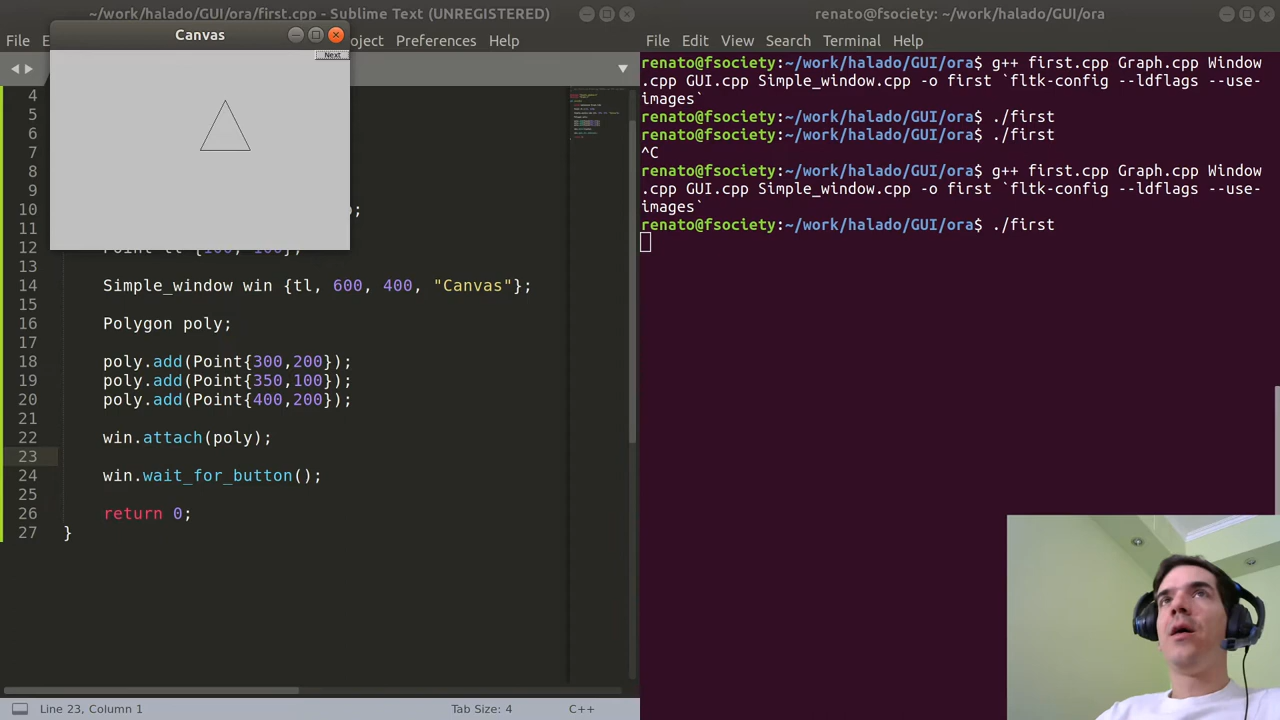 ~/work/halado/GUI/ora/first.cpp - Sublime Text (UNREGISTERED)
Canvas
File E oject Preferences Help
Next
4
5
6
7
8
9
10
11
12
13
14 Simple_window win {tl, 600, 400, "Canvas"};
15
16 Polygon poly;
17
18 poly.add(Point{300,200});
19 poly.add(Point{350,100});
20 poly.add(Point{400,200});
21
22 win.attach(poly);
23
24 win.wait_for_button();
25
26 return 0;
27 }
Line 23, Column 1 Tab Size: 4 C++
renato@fsociety: ~/work/halado/GUI/ora
File Edit View Search Terminal Help
renato@fsociety:~/work/halado/GUI/ora$ g++ first.cpp Graph.cpp Window
.cpp GUI.cpp Simple_window.cpp -o first `fltk-config --ldflags --use-
images`
renato@fsociety:~/work/halado/GUI/ora$ ./first
renato@fsociety:~/work/halado/GUI/ora$ ./first
^C
renato@fsociety:~/work/halado/GUI/ora$ g++ first.cpp Graph.cpp Window
.cpp GUI.cpp Simple_window.cpp -o first `fltk-config --ldflags --use-
images`
renato@fsociety:~/work/halado/GUI/ora$ ./first